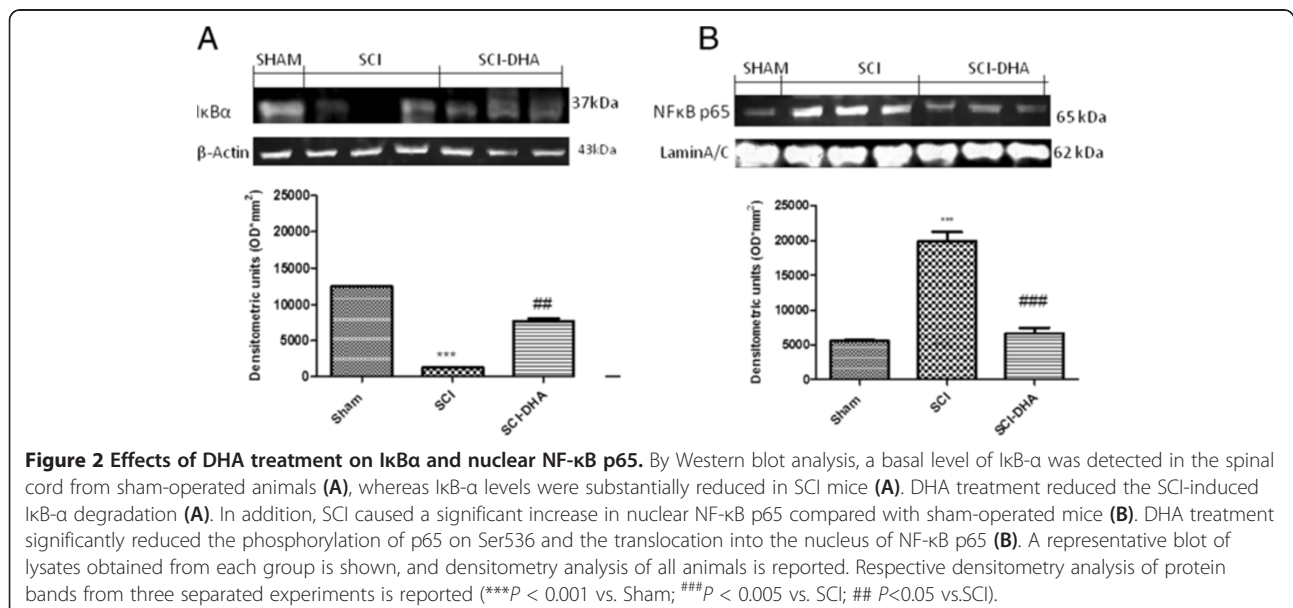 A
SHAM SCI SCI-DHA
IκBα 37kDa
β-Actin 43kDa
Densitometric units (OD*mm²)
25000
20000
15000
10000
5000
0
***
##
Sham
SCI
SCI-DHA
B
SHAM SCI SCI-DHA
NFκB p65 65 kDa
LaminA/C 62 kDa
Densitometric units (OD*mm²)
25000
20000
15000
10000
5000
0
***
###
Sham
SCI
SCI-DHA
Figure 2 Effects of DHA treatment on IκBα and nuclear NF-κB p65. By Western blot analysis, a basal level of IκB-α was detected in the spinal
cord from sham-operated animals (A), whereas IκB-α levels were substantially reduced in SCI mice (A). DHA treatment reduced the SCI-induced
IκB-α degradation (A). In addition, SCI caused a significant increase in nuclear NF-κB p65 compared with sham-operated mice (B). DHA treatment
significantly reduced the phosphorylation of p65 on Ser536 and the translocation into the nucleus of NF-κB p65 (B). A representative blot of
lysates obtained from each group is shown, and densitometry analysis of all animals is reported. Respective densitometry analysis of protein
bands from three separated experiments is reported (***P < 0.001 vs. Sham; ###P < 0.005 vs. SCI; ## P<0.05 vs.SCI).